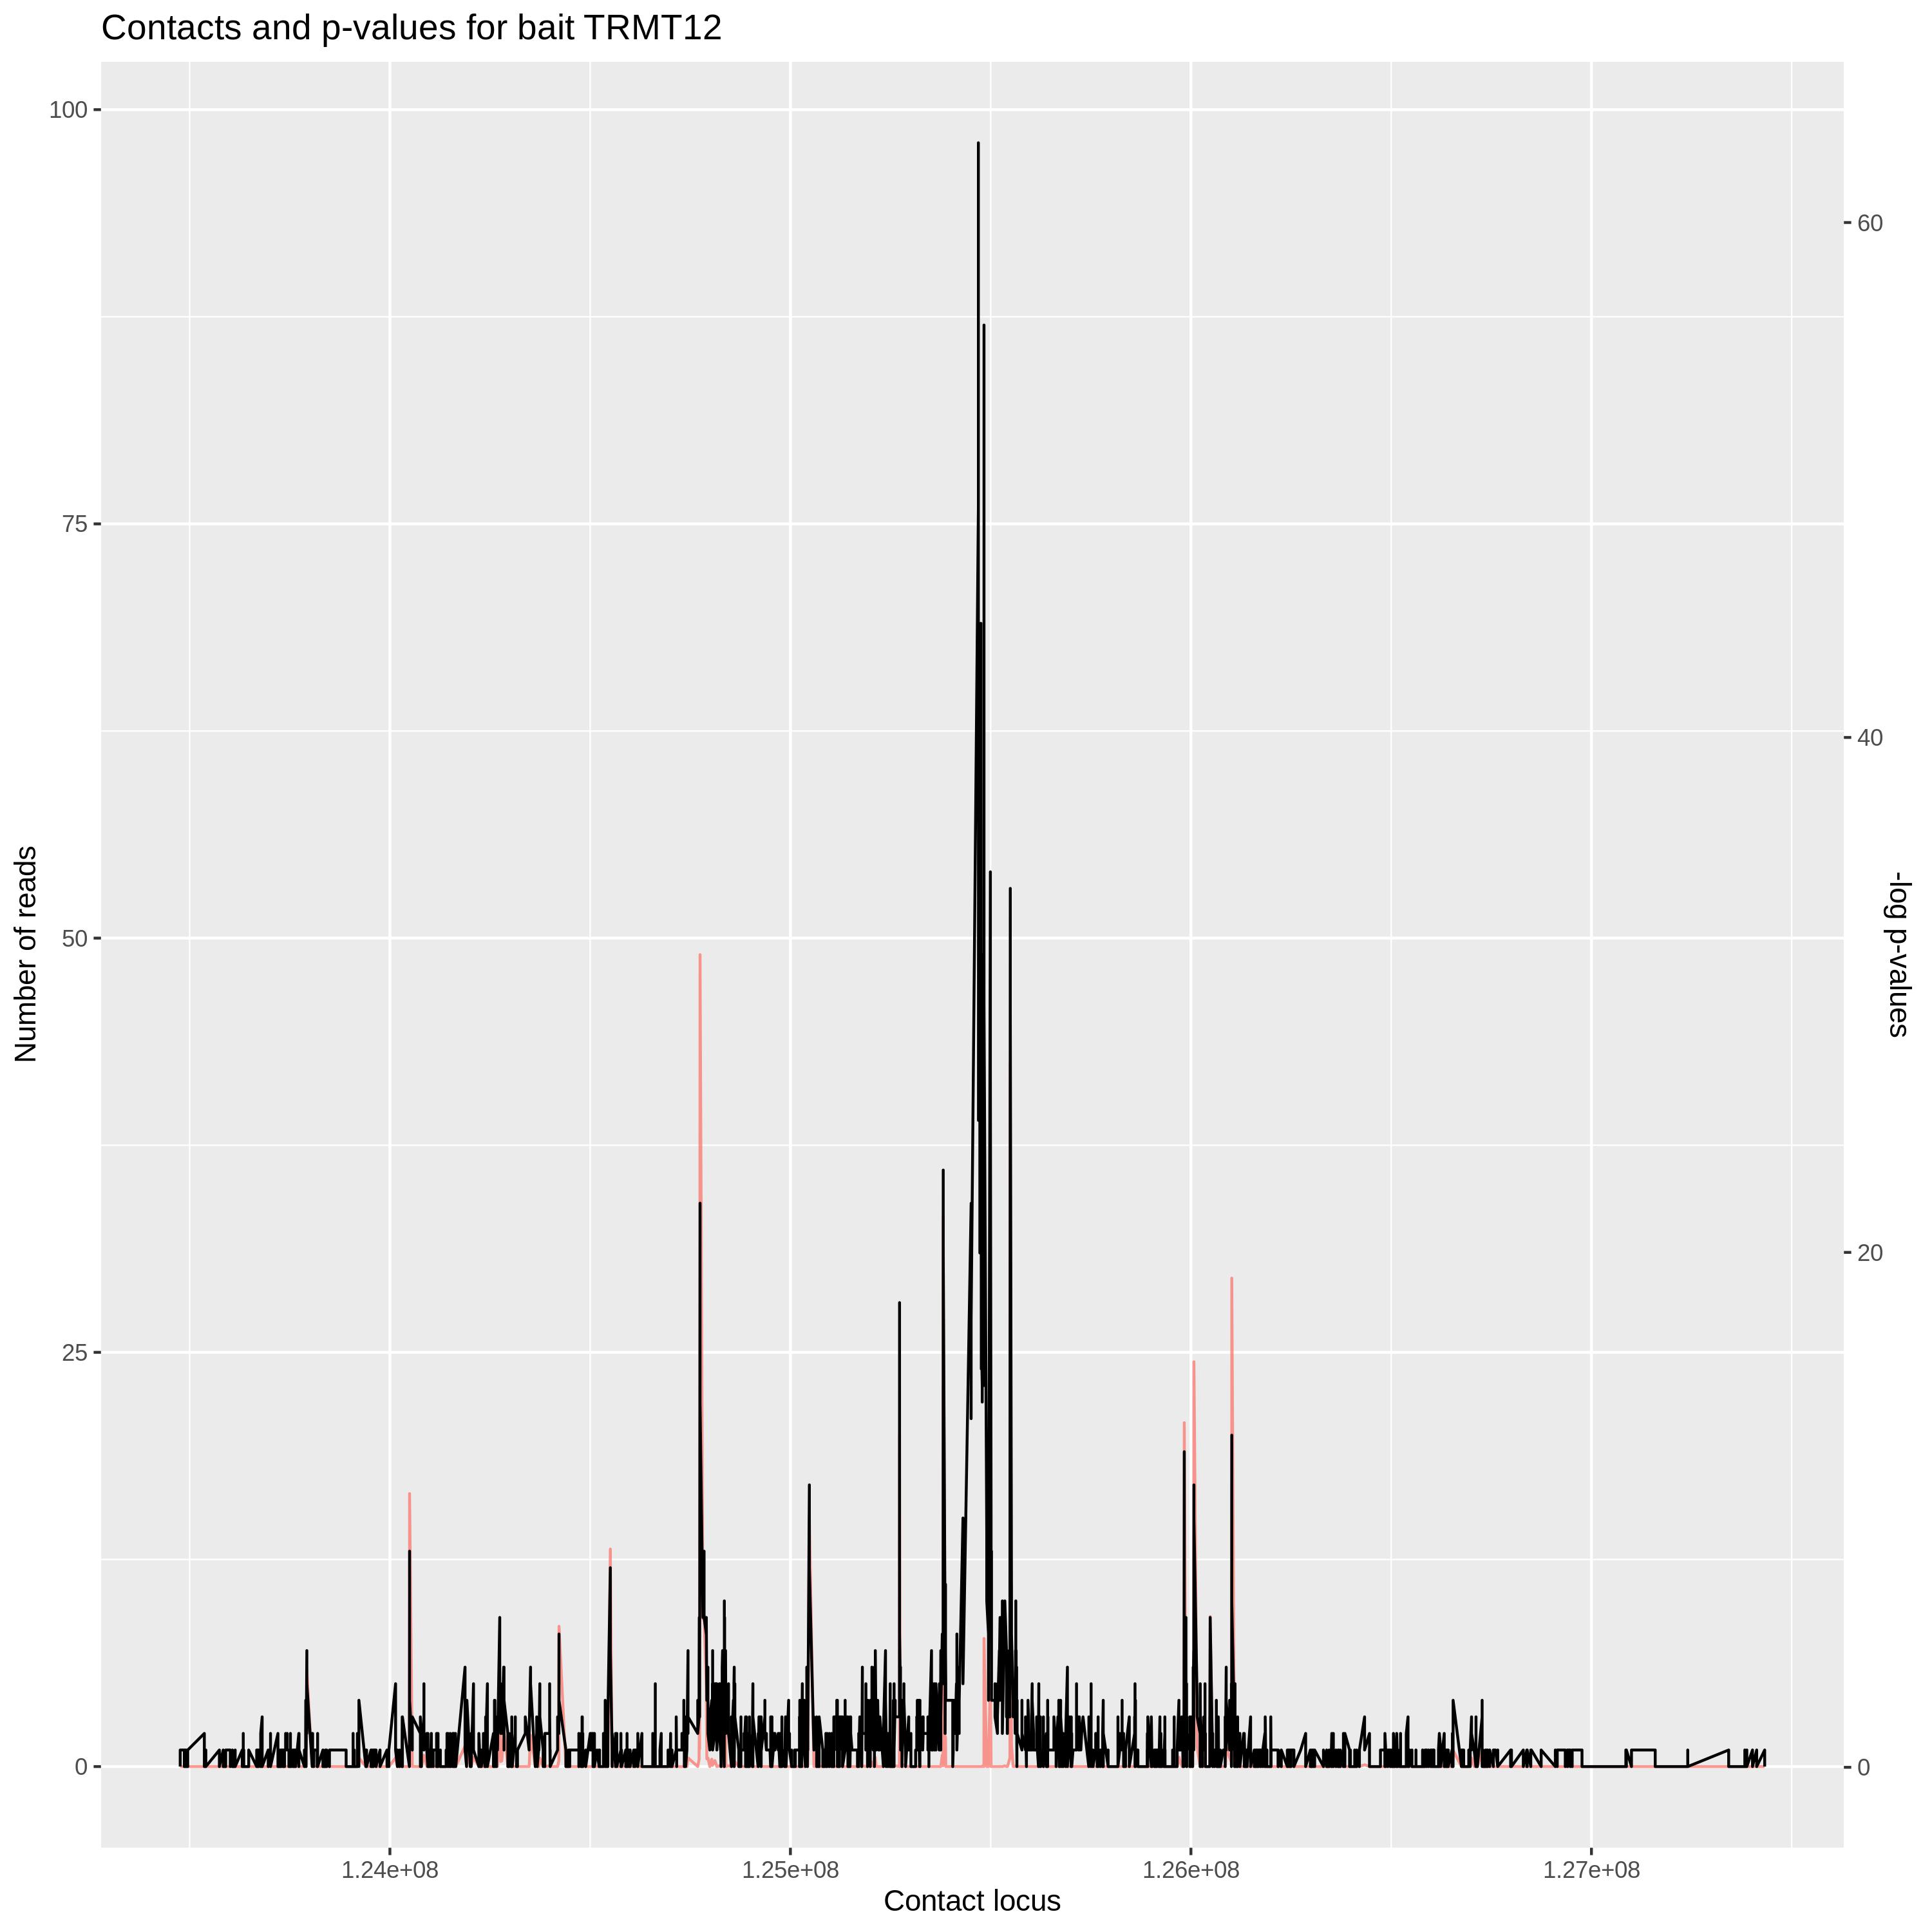 Contacts and p-values for bait TRMT12
100
75
50
25
0
Number of reads
60
40
20
0
-log p-values
1.24e+08
1.25e+08
1.26e+08
1.27e+08
Contact locus